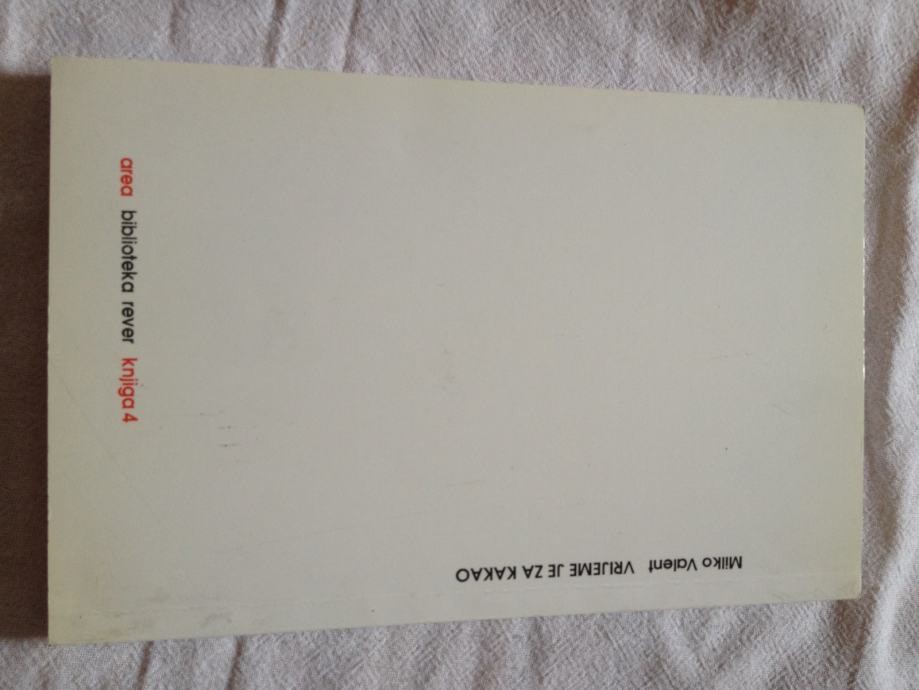 area biblioteka rever knjiga 4
Milko Valent VRIJEME JE ZA KAKAO